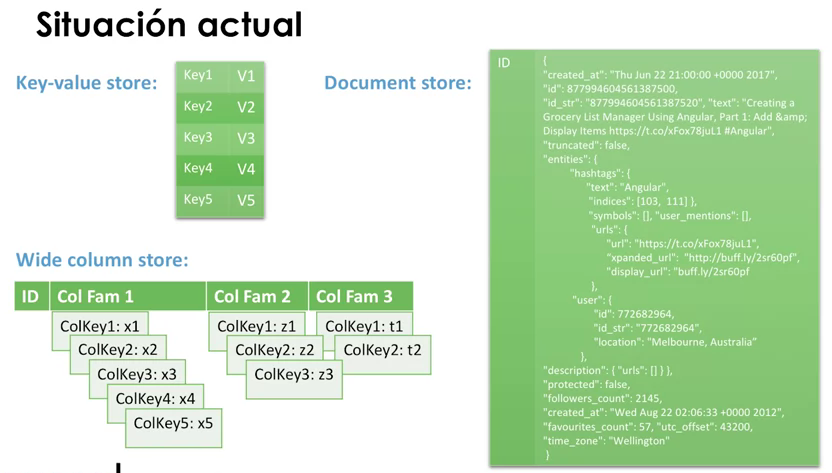 Situación actual
Key-value store:
Key1 V1
Key2 V2
Key3 V3
Key4 V4
Key5 V5
Document store:
ID
{
"created_at": "Thu Jun 22 21:00:00 +0000 2017",
"id": 877994604561387500,
"id_str": "877994604561387520", "text": "Creating a
Grocery List Manager Using Angular, Part 1: Add &amp;
Display Items https://t.co/xFox78juL1 #Angular",
"truncated": false,
"entities": {
"hashtags": {
"text": "Angular",
"indices": [103, 111] },
"symbols": [], "user_mentions": [],
"urls": {
"url": "https://t.co/xFox78juL1",
"xpanded_url": "http://buff.ly/2sr60pf",
"display_url": "buff.ly/2sr60pf
},
"user": {
"id": 772682964,
"id_str": "772682964",
"location": "Melbourne, Australia"
},
"description": { "urls": [] } },
"protected": false,
"followers_count": 2145,
"created_at": "Wed Aug 22 02:06:33 +0000 2012",
"favourites_count": 57, "utc_offset": 43200,
"time_zone": "Wellington"
}
Wide column store:
ID Col Fam 1 Col Fam 2 Col Fam 3
ColKey1: x1 ColKey1: z1 ColKey1: t1
ColKey2: x2 ColKey2: z2 ColKey2: t2
ColKey3: x3 ColKey3: z3
ColKey4: x4
ColKey5: x5